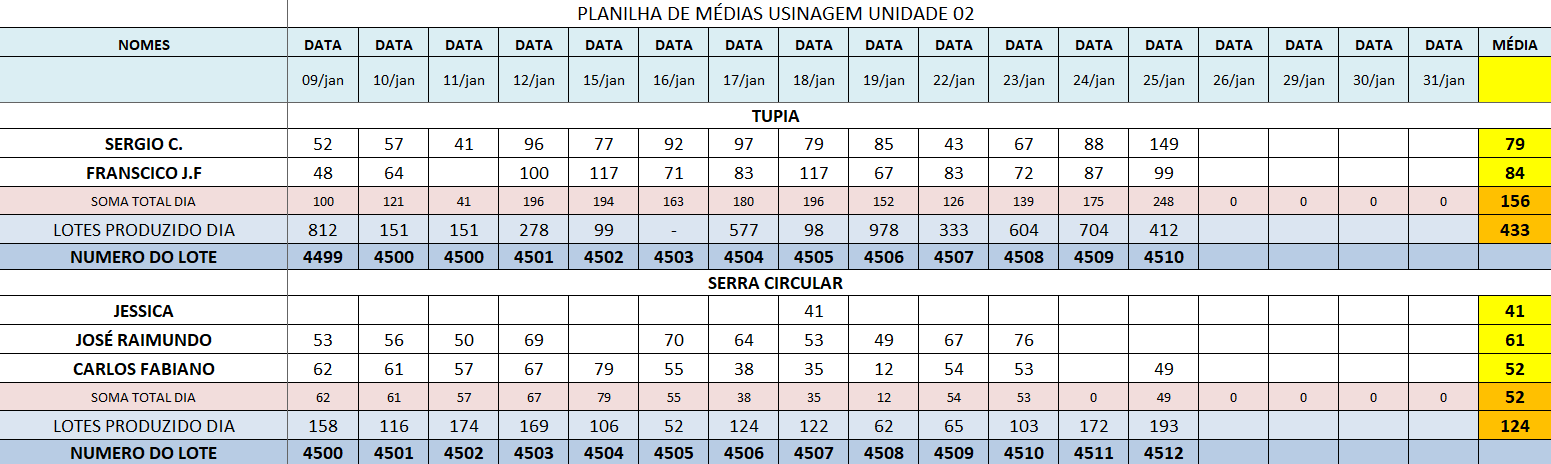 PLANILHA DE MÉDIAS USINAGEM UNIDADE 02
NOMES DATA DATA DATA DATA DATA DATA DATA DATA DATA DATA DATA DATA DATA DATA DATA DATA DATA MÉDIA
09/jan 10/jan 11/jan 12/jan 15/jan 16/jan 17/jan 18/jan 19/jan 22/jan 23/jan 24/jan 25/jan 26/jan 29/jan 30/jan 31/jan
TUPIA
SERGIO C. 52 57 41 96 77 92 97 79 85 43 67 88 149 79
FRANSCICO J.F 48 64 100 117 71 83 117 67 83 72 87 99 84
SOMA TOTAL DIA 100 121 41 196 194 163 180 196 152 126 139 175 248 0 0 0 0 156
LOTES PRODUZIDO DIA 812 151 151 278 99 - 577 98 978 333 604 704 412 433
NUMERO DO LOTE 4499 4500 4500 4501 4502 4503 4504 4505 4506 4507 4508 4509 4510
SERRA CIRCULAR
JESSICA 41 41
JOSÉ RAIMUNDO 53 56 50 69 70 64 53 49 67 76 61
CARLOS FABIANO 62 61 57 67 79 55 38 35 12 54 53 49 52
SOMA TOTAL DIA 62 61 57 67 79 55 38 35 12 54 53 0 49 0 0 0 0 52
LOTES PRODUZIDO DIA 158 116 174 169 106 52 124 122 62 65 103 172 193 124
NUMERO DO LOTE 4500 4501 4502 4503 4504 4505 4506 4507 4508 4509 4510 4511 4512